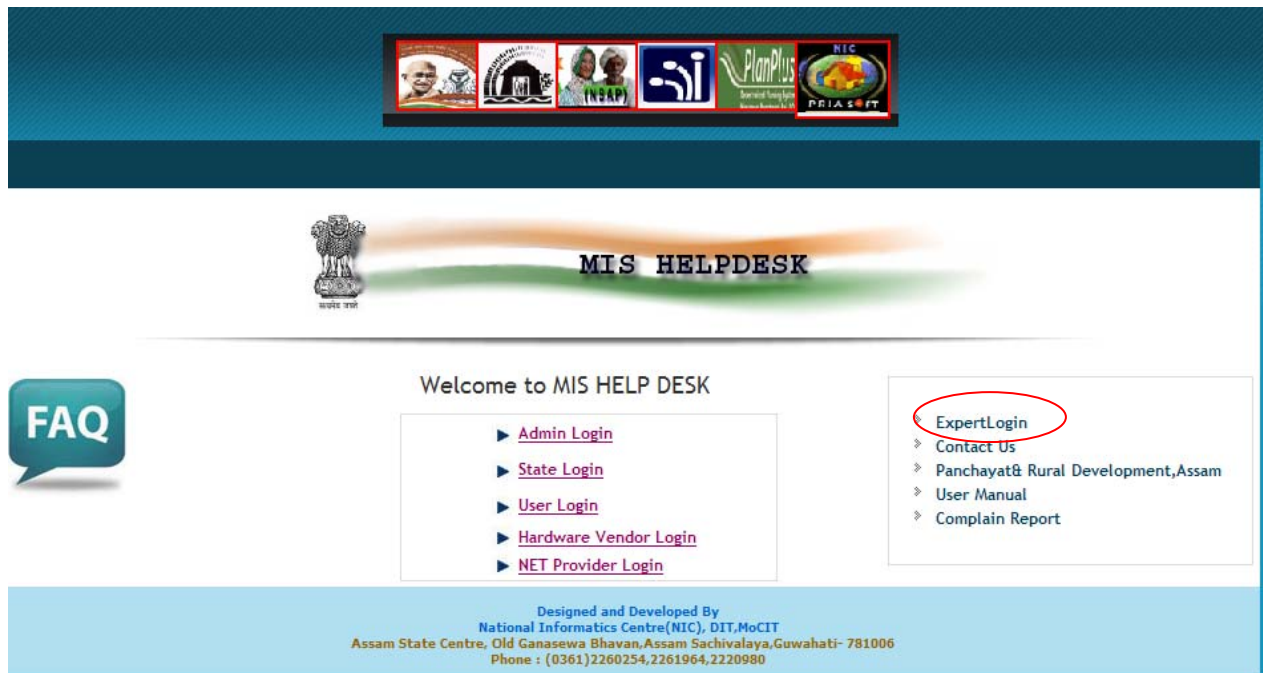 (NSAP)
PlanPlus
NIC
PRIASOFT
MIS HELPDESK
सत्यमेव जयते
FAQ
Welcome to MIS HELP DESK
Admin Login
State Login
User Login
Hardware Vendor Login
NET Provider Login
ExpertLogin
Contact Us
Panchayat& Rural Development,Assam
User Manual
Complain Report
Designed and Developed By
National Informatics Centre(NIC), DIT,MoCIT
Assam State Centre, Old Ganasewa Bhavan,Assam Sachivalaya,Guwahati- 781006
Phone : (0361)2260254,2261964,2220980